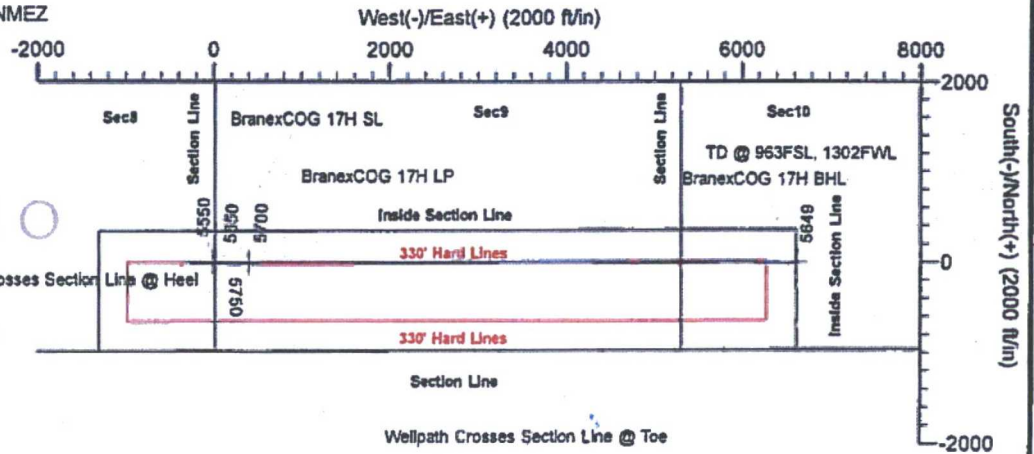 NMEZ
West(-)/East(+) (2000 ft/in)
-2000 0 2000 4000 6000 8000
-2000
Sec8
Section Line
BranexCOG 17H SL
Sec9
Section Line
Sec10
TD @ 963FSL, 1302FWL
BranexCOG 17H LP
BranexCOG 17H BHL
Inside Section Line
5550
5650
5700
5750
5849
330' Hard Lines
Inside Section Line
-0
osses Section Line @ Heel
330' Hard Lines
Section Line
Wellpath Crosses Section Line @ Toe
-2000
South(-)/North(+) (2000 ft/in)